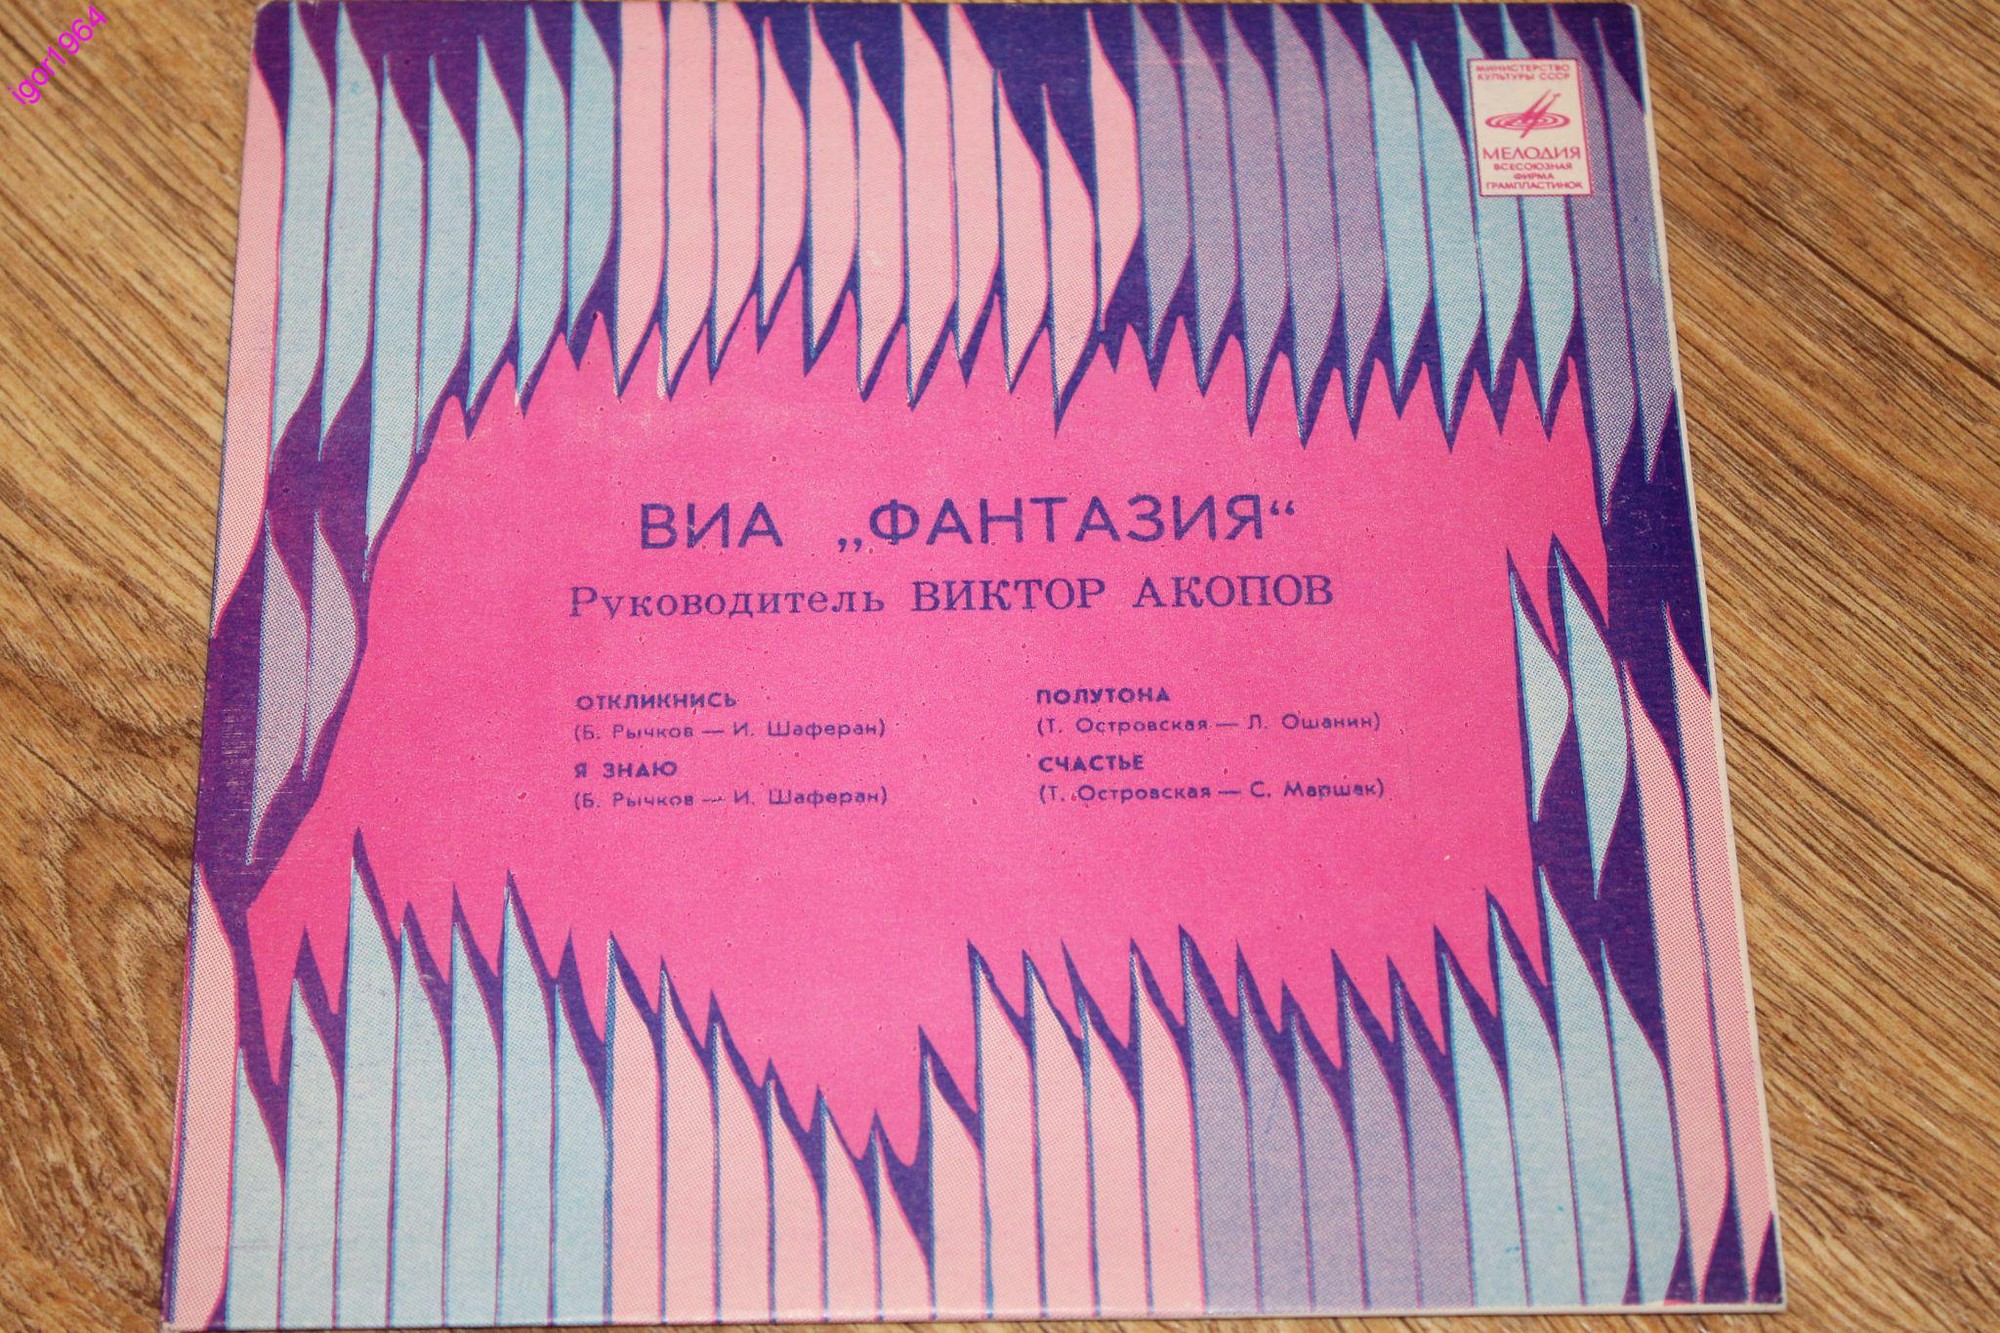 igor1964
МИНИСТЕРСТВО
КУЛЬТУРЫ СССР
МЕЛОДИЯ
ВСЕСОЮЗНАЯ
ФИРМА
ГРАМПЛАСТИНОК
ВИА „ФАНТАЗИЯ“
Руководитель ВИКТОР АКОПОВ
ОТКЛИКНИСЬ
(Б. Рычков — И. Шаферан)
Я ЗНАЮ
(Б. Рычков — И. Шаферан)
ПОЛУТОНА
(Т. Островская — Л. Ошанин)
СЧАСТЬЕ
(Т. Островская — С. Маршак)